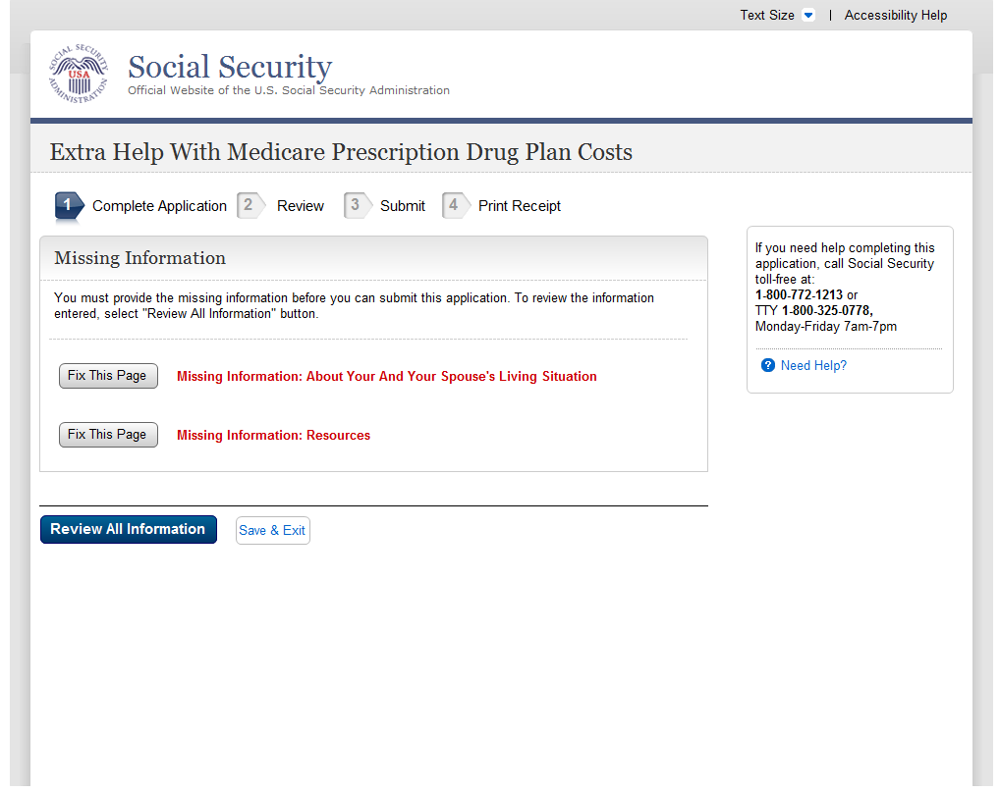 Text Size | Accessibility Help
SOCIAL SECURITY ADMINISTRATION
USA
Social Security
Official Website of the U.S. Social Security Administration
Extra Help With Medicare Prescription Drug Plan Costs
1 Complete Application 2 Review 3 Submit 4 Print Receipt
Missing Information
You must provide the missing information before you can submit this application. To review the information
entered, select "Review All Information" button.
Fix This Page Missing Information: About Your And Your Spouse's Living Situation
Fix This Page Missing Information: Resources
Review All Information Save & Exit
If you need help completing this
application, call Social Security
toll-free at:
1-800-772-1213 or
TTY 1-800-325-0778,
Monday-Friday 7am-7pm
? Need Help?